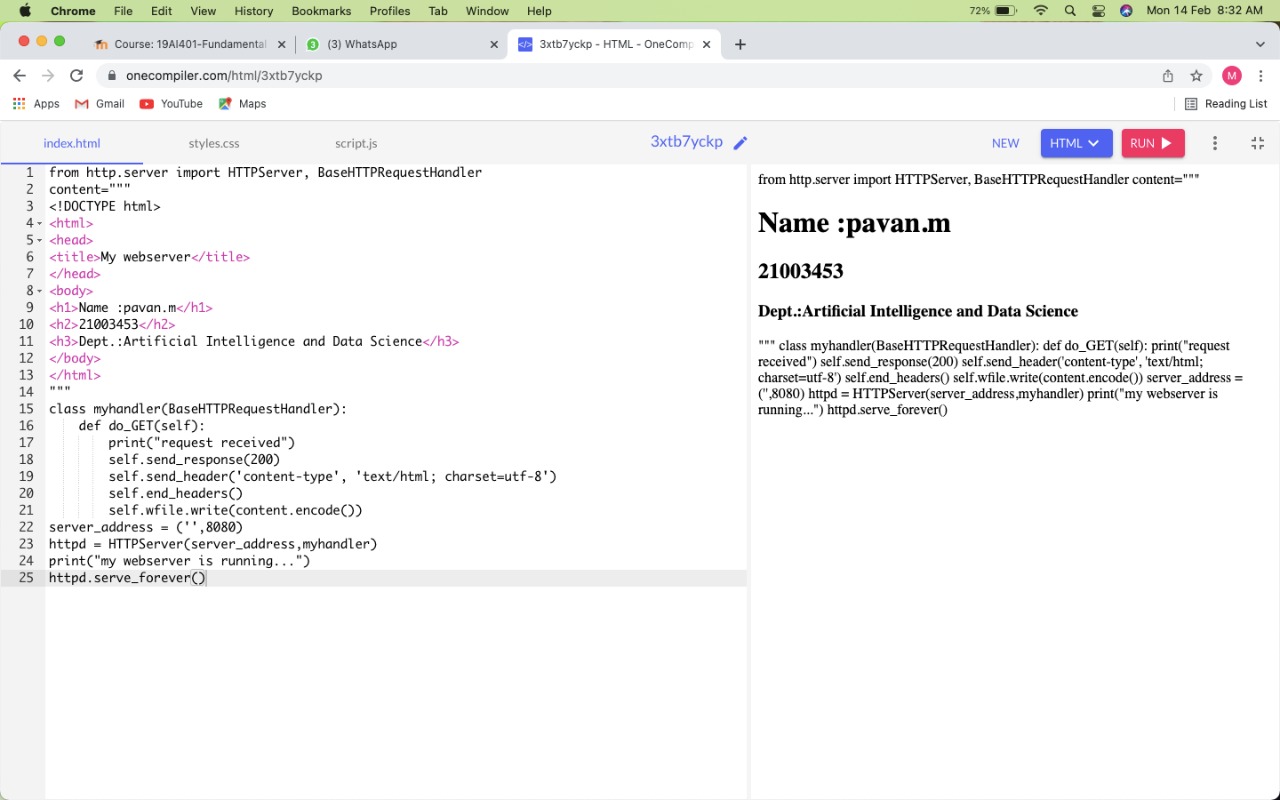 Chrome File Edit View History Bookmarks Profiles Tab Window Help 72% Mon 14 Feb 8:32 AM
Course: 19AI401-Fundamental (3) WhatsApp 3xtb7yckp - HTML - OneComp
onecompiler.com/html/3xtb7yckp M
Apps Gmail YouTube Maps Reading List
index.html styles.css script.js 3xtb7yckp NEW HTML RUN
1 from http.server import HTTPServer, BaseHTTPRequestHandler
2 content="""
3 <!DOCTYPE html>
4 <html>
5 <head>
6 <title>My webserver</title>
7 </head>
8 <body>
9 <h1>Name :pavan.m</h1>
10 <h2>21003453</h2>
11 <h3>Dept.:Artificial Intelligence and Data Science</h3>
12 </body>
13 </html>
14 """
15 class myhandler(BaseHTTPRequestHandler):
16     def do_GET(self):
17         print("request received")
18         self.send_response(200)
19         self.send_header('content-type', 'text/html; charset=utf-8')
20         self.end_headers()
21         self.wfile.write(content.encode())
22 server_address = ('',8080)
23 httpd = HTTPServer(server_address,myhandler)
24 print("my webserver is running...")
25 httpd.serve_forever()
from http.server import HTTPServer, BaseHTTPRequestHandler content="""
Name :pavan.m
21003453
Dept.:Artificial Intelligence and Data Science
""" class myhandler(BaseHTTPRequestHandler): def do_GET(self): print("request
received") self.send_response(200) self.send_header('content-type', 'text/html;
charset=utf-8') self.end_headers() self.wfile.write(content.encode()) server_address =
('',8080) httpd = HTTPServer(server_address,myhandler) print("my webserver is
running...") httpd.serve_forever()